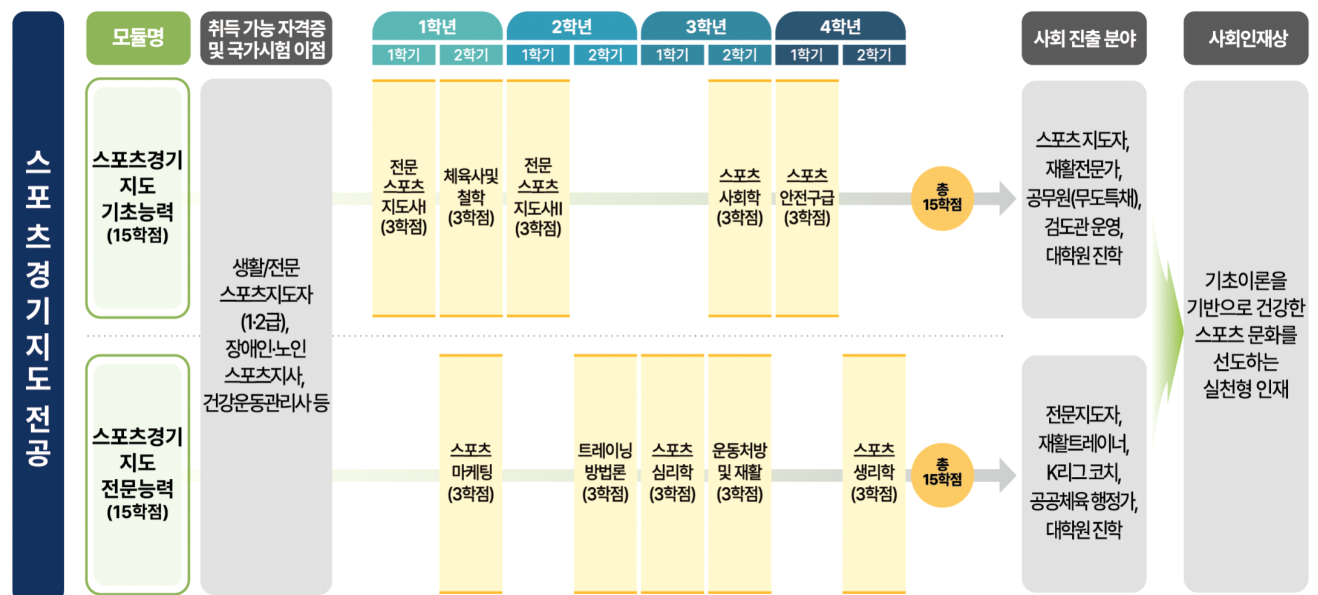 스포츠경기지도 전공
모듈명
취득 가능 자격증
및 국가시험 이점
1학년
2학년
3학년
4학년
1학기
2학기
1학기
2학기
1학기
2학기
1학기
2학기
사회 진출 분야
사회인재상
스포츠경기
지도
기초능력
(15학점)
생활/전문
스포츠지도자
(1·2급),
장애인·노인
스포츠지사,
건강운동관리사 등
전문
스포츠
지도사I
(3학점)
체육사및
철학
(3학점)
전문
스포츠
지도사II
(3학점)
스포츠
사회학
(3학점)
스포츠
안전구급
(3학점)
총
15학점
스포츠 지도자,
재활전문가,
공무원(무도특채),
검도관 운영,
대학원 진학
스포츠경기
지도
전문능력
(15학점)
스포츠
마케팅
(3학점)
트레이닝
방법론
(3학점)
스포츠
심리학
(3학점)
운동처방
및 재활
(3학점)
스포츠
생리학
(3학점)
총
15학점
전문지도자,
재활트레이너,
K리그 코치,
공공체육 행정가,
대학원 진학
기초이론을
기반으로 건강한
스포츠 문화를
선도하는
실천형 인재